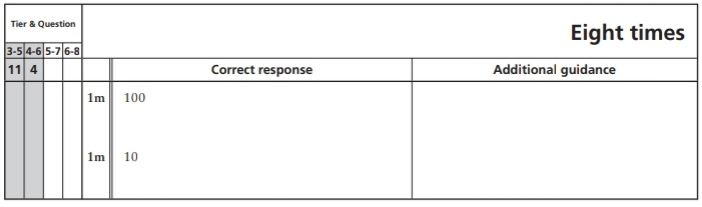 Tier & Question
Eight times
3-5 4-6 5-7 6-8
11 4 Correct response Additional guidance
1m 100
1m 10